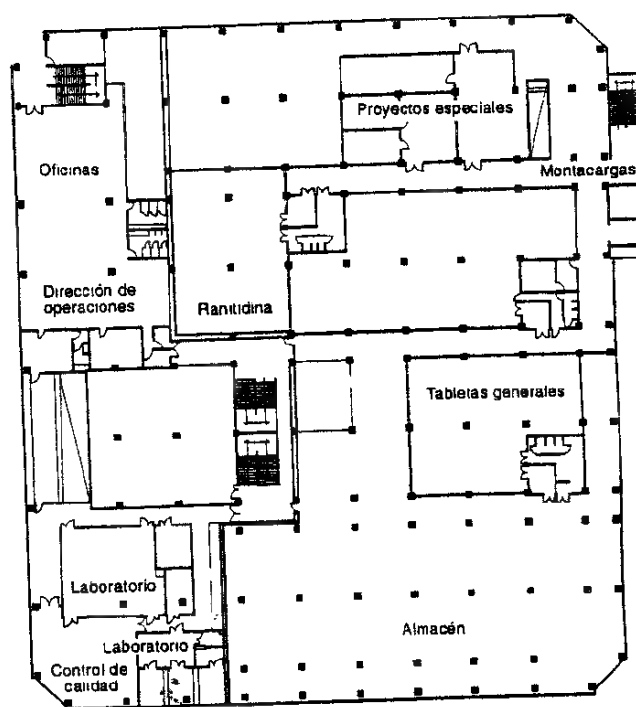 Proyectos especiales
Oficinas
Montacargas
Dirección de
operaciones
Ranitidina
Tabletas generales
Laboratorio
Almacén
Laboratorio
Control de
calidad